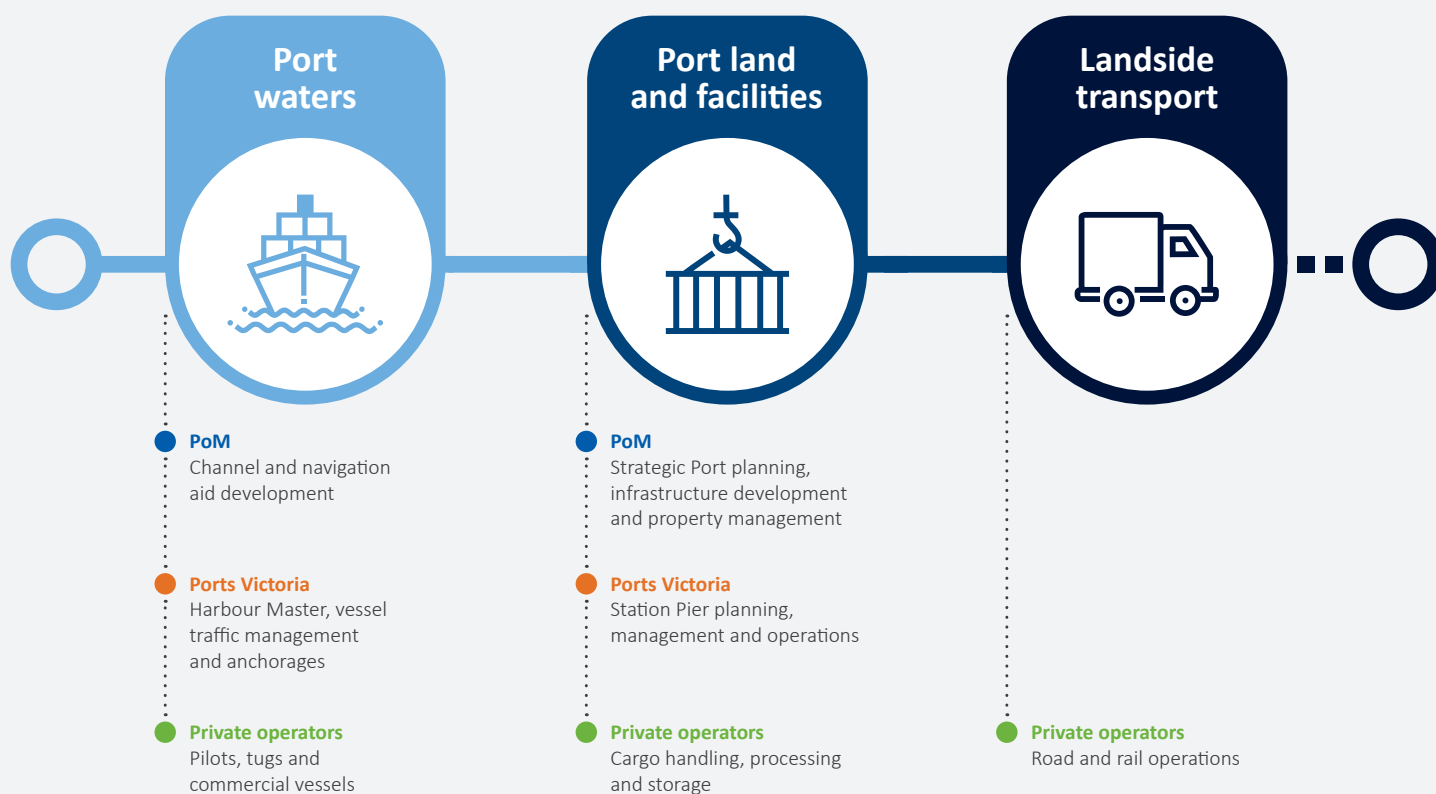 Port
waters
PoM
Channel and navigation
aid development
Ports Victoria
Harbour Master, vessel
traffic management
and anchorages
Private operators
Pilots, tugs and
commercial vessels
Port land
and facilities
PoM
Strategic Port planning,
infrastructure development
and property management
Ports Victoria
Station Pier planning,
management and operations
Private operators
Cargo handling, processing
and storage
Landside
transport
Private operators
Road and rail operations